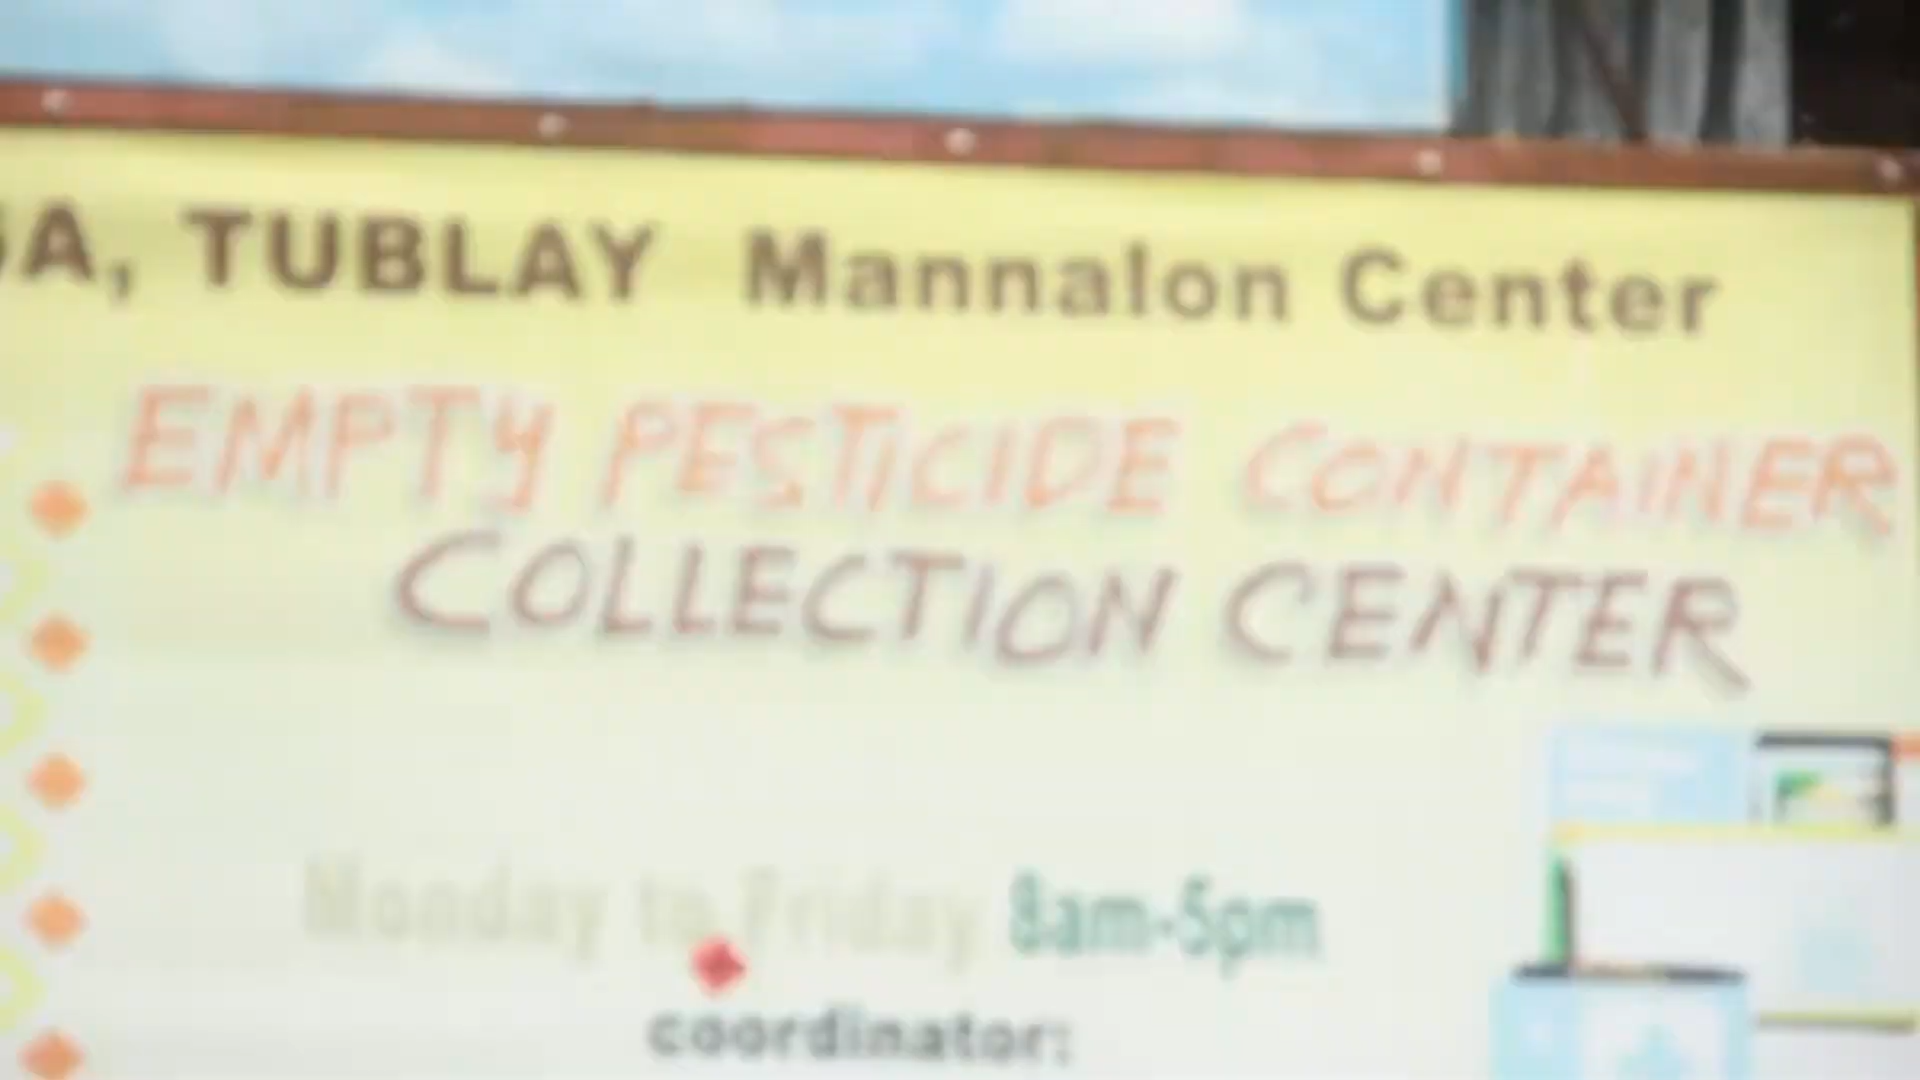 TUBLAY Mannalon Center
EMPTY PESTICIDE CONTAINER
COLLECTION CENTER
Monday to Friday 8am-5pm
coordinator: